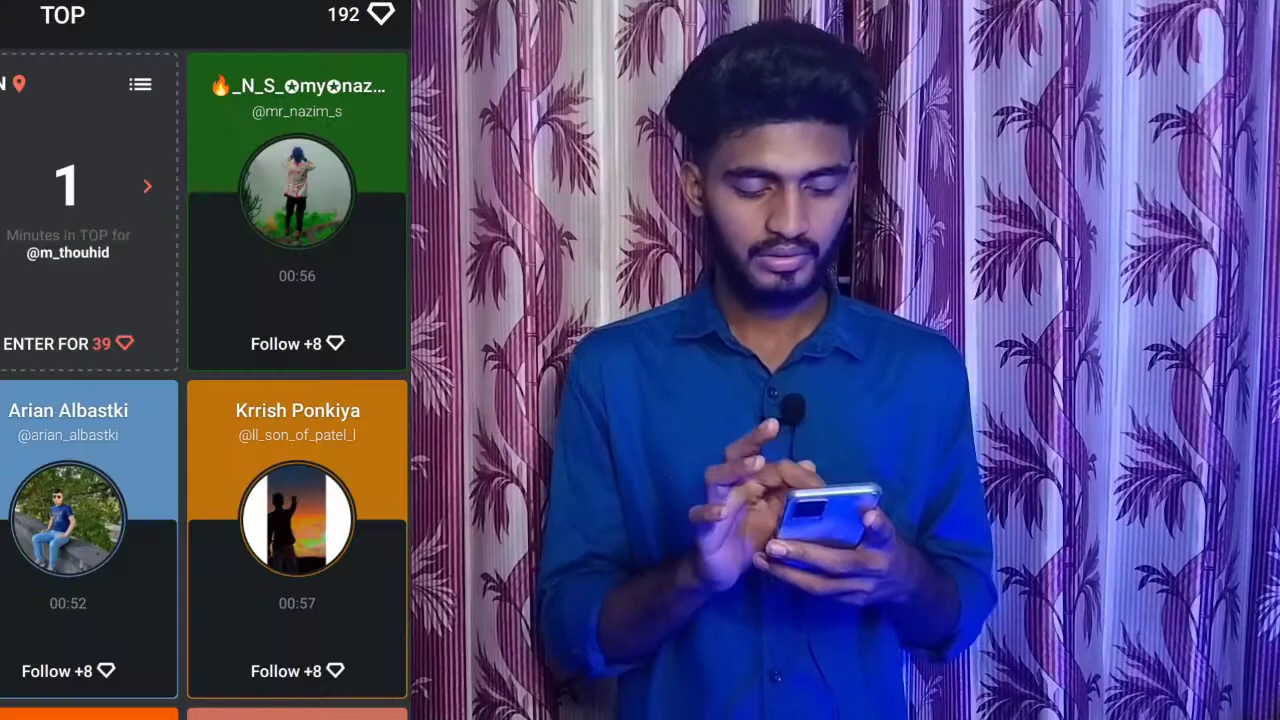 TOP
192
N
1
Minutes in TOP for
@m_thouhid
ENTER FOR 39
🔥_N_S_✪my✪naz...
@mr_nazim_s
00:56
Follow +8
Arian Albastki
@arian_albastki
00:52
Follow +8
Krrish Ponkiya
@ll_son_of_patel_l
00:57
Follow +8